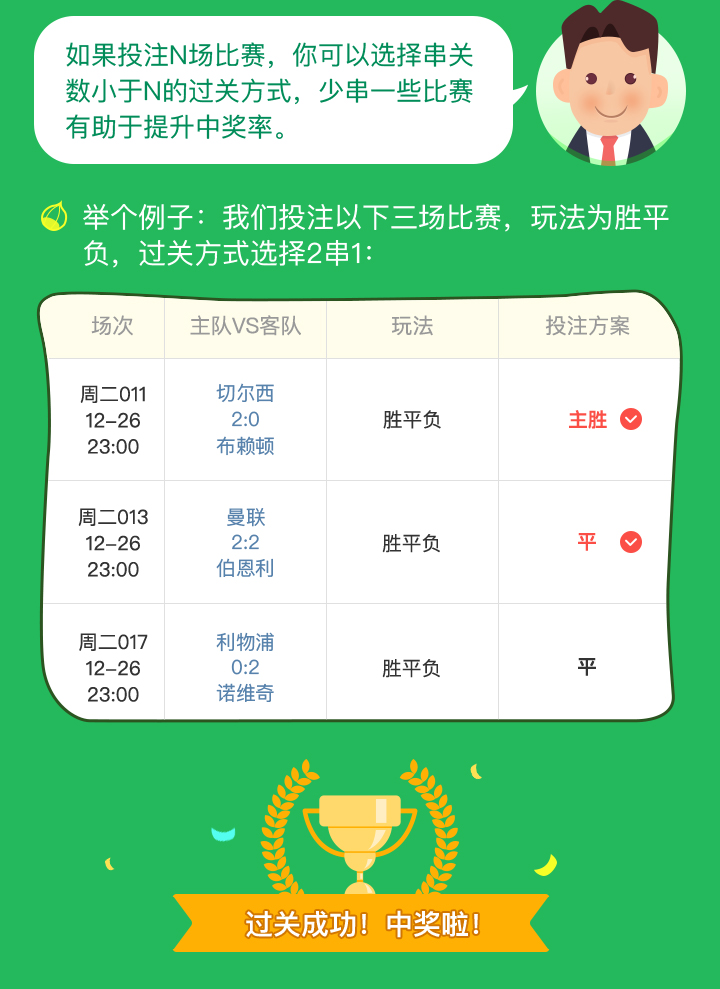 如果投注N场比赛，你可以选择串关
数小于N的过关方式，少串一些比赛
有助于提升中奖率。
举个例子：我们投注以下三场比赛，玩法为胜平
负，过关方式选择2串1：
场次 主队VS客队 玩法 投注方案
周二011
12-26
23:00
切尔西
2:0
布赖顿
胜平负
主胜
周二013
12-26
23:00
曼联
2:2
伯恩利
胜平负
平
周二017
12-26
23:00
利物浦
0:2
诺维奇
胜平负
平
过关成功！中奖啦！